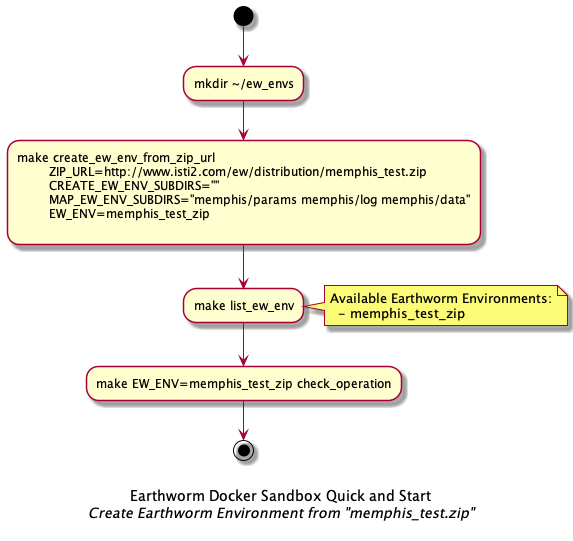 mkdir ~/ew_envs
make create_ew_env_from_zip_url
ZIP_URL=http://www.isti2.com/ew/distribution/memphis_test.zip
CREATE_EW_ENV_SUBDIRS=""
MAP_EW_ENV_SUBDIRS="memphis/params memphis/log memphis/data"
EW_ENV=memphis_test_zip
make list_ew_env
Available Earthworm Environments:
- memphis_test_zip
make EW_ENV=memphis_test_zip check_operation
Earthworm Docker Sandbox Quick and Start
Create Earthworm Environment from "memphis_test.zip"